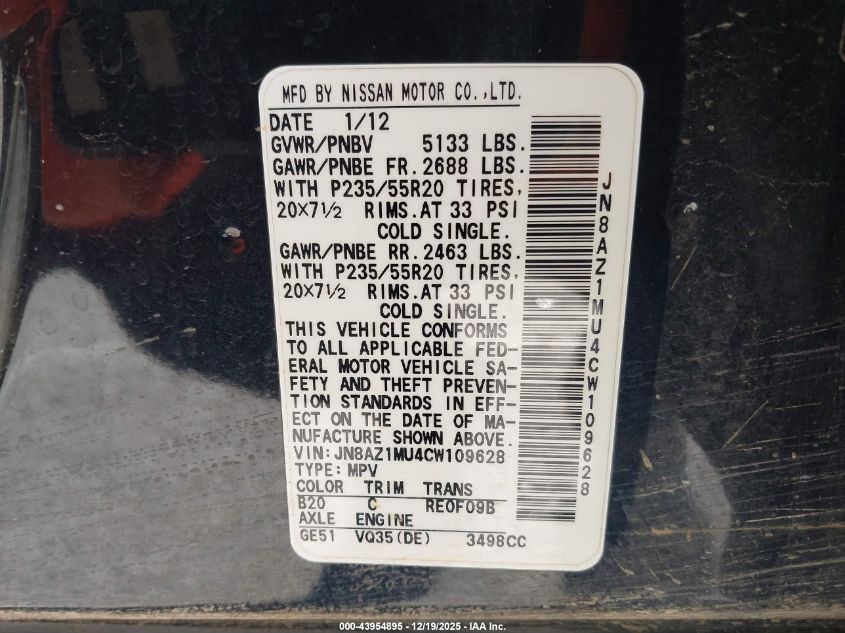 MFD BY NISSAN MOTOR CO.,LTD.
DATE 1/12
GVWR/PNBV 5133 LBS.
GAWR/PNBE FR.2688 LBS.
WITH P235/55R20 TIRES,
20X7½ RIMS.AT 33 PSI
COLD SINGLE.
GAWR/PNBE RR.2463 LBS.
WITH P235/55R20 TIRES,
20X7½ RIMS.AT 33 PSI
COLD SINGLE.
THIS VEHICLE CONFORMS
TO ALL APPLICABLE FED-
ERAL MOTOR VEHICLE SA-
FETY AND THEFT PREVEN-
TION STANDARDS IN EFF-
ECT ON THE DATE OF MA-
NUFACTURE SHOWN ABOVE.
VIN:JN8AZ1MU4CW109628
TYPE:MPV
COLOR TRIM TRANS
B20 C RE0F09B
AXLE ENGINE
GE51 VQ35(DE) 3498CC
JN8AZ1MU4CW109628
000-43954895 - 12/19/2025 - IAA Inc.